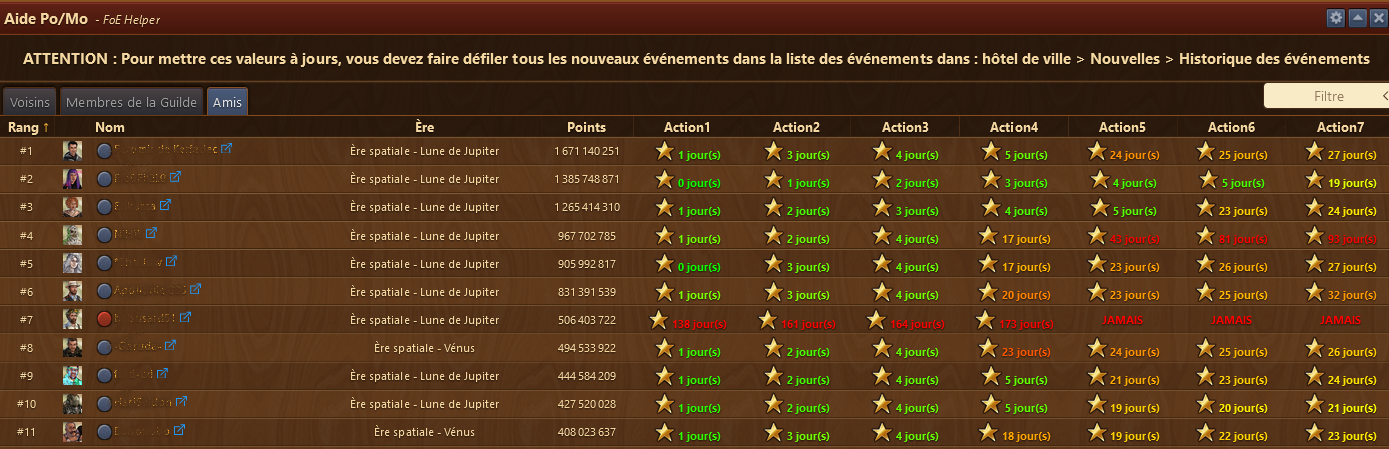 Aide Po/Mo - FoE Helper
ATTENTION : Pour mettre ces valeurs à jours, vous devez faire défiler tous les nouveaux événements dans la liste des événements dans : hôtel de ville > Nouvelles > Historique des événements
Voisins Membres de la Guilde Amis Filtre
Rang ↑ Nom Ère Points Action1 Action2 Action3 Action4 Action5 Action6 Action7
#1 Ère spatiale - Lune de Jupiter 1 671 140 251 1 jour(s) 3 jour(s) 4 jour(s) 5 jour(s) 24 jour(s) 25 jour(s) 27 jour(s)
#2 Ère spatiale - Lune de Jupiter 1 385 748 871 0 jour(s) 1 jour(s) 2 jour(s) 3 jour(s) 4 jour(s) 5 jour(s) 19 jour(s)
#3 Ère spatiale - Lune de Jupiter 1 265 414 310 1 jour(s) 2 jour(s) 3 jour(s) 4 jour(s) 5 jour(s) 23 jour(s) 24 jour(s)
#4 Ère spatiale - Lune de Jupiter 967 702 785 1 jour(s) 2 jour(s) 4 jour(s) 17 jour(s) 43 jour(s) 81 jour(s) 93 jour(s)
#5 Ère spatiale - Lune de Jupiter 905 992 817 0 jour(s) 3 jour(s) 4 jour(s) 17 jour(s) 23 jour(s) 26 jour(s) 27 jour(s)
#6 Ère spatiale - Lune de Jupiter 831 391 539 1 jour(s) 3 jour(s) 4 jour(s) 20 jour(s) 23 jour(s) 25 jour(s) 32 jour(s)
#7 Ère spatiale - Lune de Jupiter 506 403 722 138 jour(s) 161 jour(s) 164 jour(s) 173 jour(s) JAMAIS JAMAIS JAMAIS
#8 Ère spatiale - Vénus 494 533 922 1 jour(s) 2 jour(s) 4 jour(s) 23 jour(s) 24 jour(s) 25 jour(s) 26 jour(s)
#9 Ère spatiale - Lune de Jupiter 444 584 209 1 jour(s) 2 jour(s) 4 jour(s) 5 jour(s) 21 jour(s) 23 jour(s) 24 jour(s)
#10 Ère spatiale - Lune de Jupiter 427 520 028 1 jour(s) 2 jour(s) 4 jour(s) 5 jour(s) 19 jour(s) 20 jour(s) 21 jour(s)
#11 Ère spatiale - Vénus 408 023 637 1 jour(s) 3 jour(s) 4 jour(s) 18 jour(s) 19 jour(s) 22 jour(s) 23 jour(s)